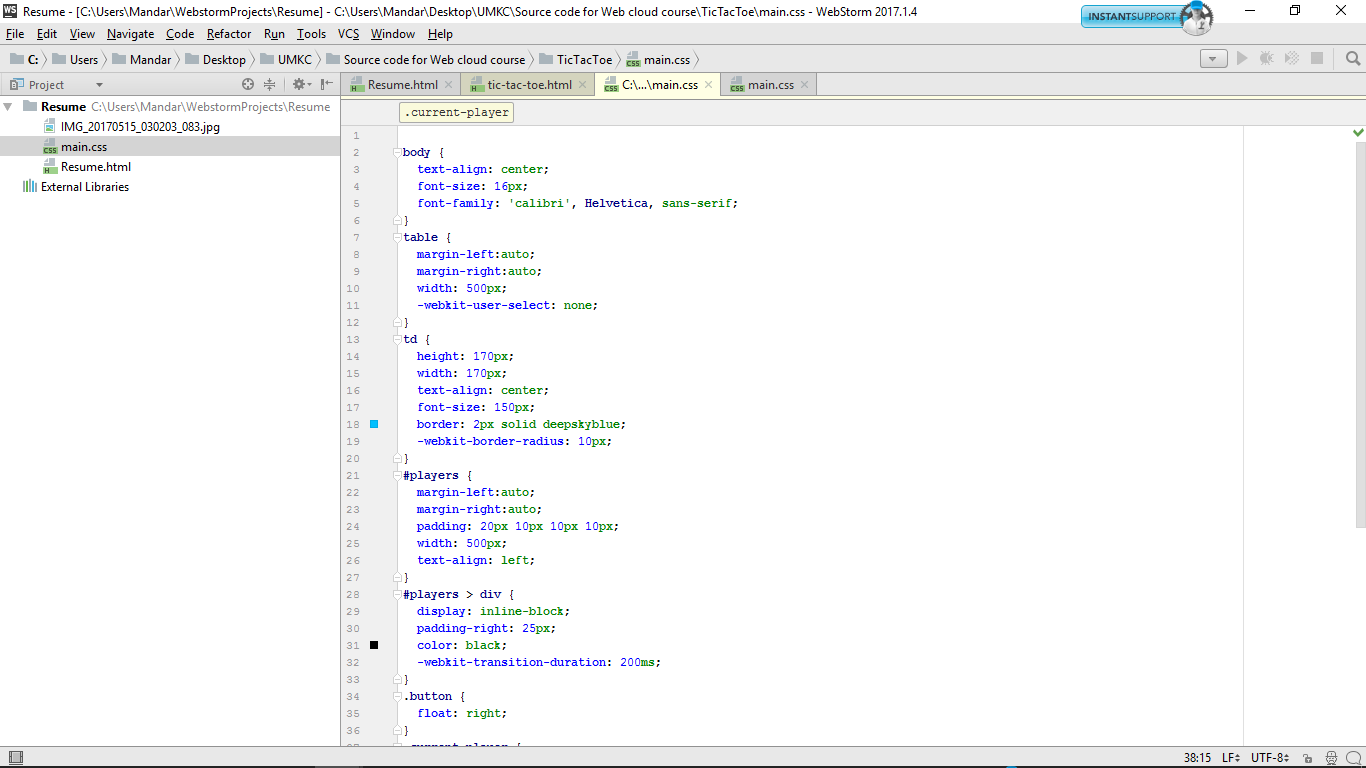 WS Resume - [C:\Users\Mandar\WebstormProjects\Resume] - C:\Users\Mandar\Desktop\UMKC\Source code for Web cloud course\TicTacToe\main.css - WebStorm 2017.1.4
INSTANTSUPPORT
File Edit View Navigate Code Refactor Run Tools VCS Window Help
C: Users Mandar Desktop UMKC Source code for Web cloud course TicTacToe main.css
Project
Resume.html tic-tac-toe.html C:\...\main.css main.css
Resume C:\Users\Mandar\WebstormProjects\Resume
IMG_20170515_030203_083.jpg
main.css
Resume.html
External Libraries
.current-player
1
2 body {
3 text-align: center;
4 font-size: 16px;
5 font-family: 'calibri', Helvetica, sans-serif;
6 }
7 table {
8 margin-left:auto;
9 margin-right:auto;
10 width: 500px;
11 -webkit-user-select: none;
12 }
13 td {
14 height: 170px;
15 width: 170px;
16 text-align: center;
17 font-size: 150px;
18 border: 2px solid deepskyblue;
19 -webkit-border-radius: 10px;
20 }
21 #players {
22 margin-left:auto;
23 margin-right:auto;
24 padding: 20px 10px 10px 10px;
25 width: 500px;
26 text-align: left;
27 }
28 #players > div {
29 display: inline-block;
30 padding-right: 25px;
31 color: black;
32 -webkit-transition-duration: 200ms;
33 }
34 .button {
35 float: right;
36 }
37 .current-player {
38:15 LF UTF-8